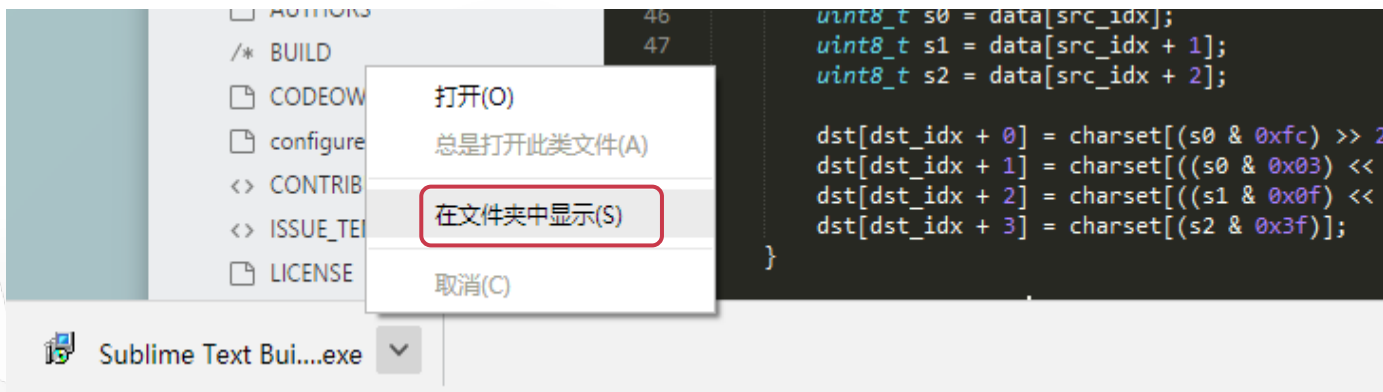 AUTHORS
/* BUILD
CODEOW
configure
<> CONTRIB
<> ISSUE_TE
LICENSE
打开(O)
总是打开此类文件(A)
在文件夹中显示(S)
取消(C)
46 uint8_t s0 = data[src_idx];
47 uint8_t s1 = data[src_idx + 1];
uint8_t s2 = data[src_idx + 2];
dst[dst_idx + 0] = charset[(s0 & 0xfc) >> 2
dst[dst_idx + 1] = charset[((s0 & 0x03) <<
dst[dst_idx + 2] = charset[((s1 & 0x0f) <<
dst[dst_idx + 3] = charset[(s2 & 0x3f)];
}
Sublime Text Bui....exe